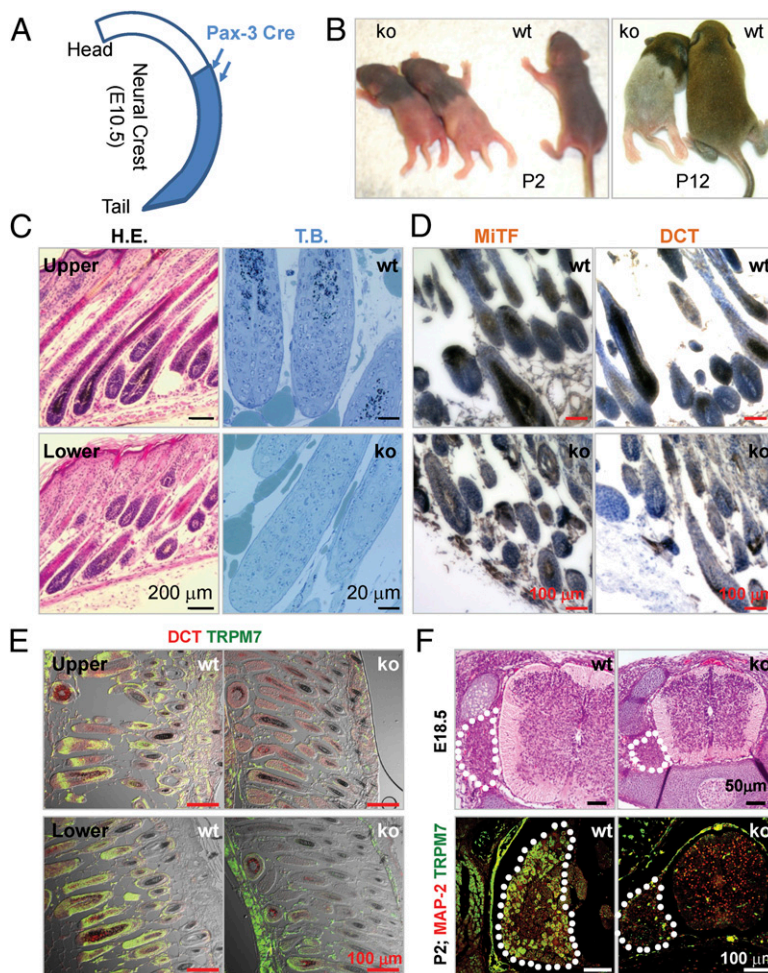 A
Head
Pax-3 Cre
Neural Crest
(E10.5)
Tail
B
ko
wt
P2
ko
wt
P12
C
H.E.
T.B.
Upper
wt
Lower
ko
200 μm
20 μm
D
MiTF
DCT
wt
wt
ko
ko
100 μm
100 μm
E
DCT TRPM7
Upper
wt
ko
Lower
wt
ko
100 μm
F
E18.5
wt
ko
50μm
P2; MAP-2 TRPM7
wt
ko
100 μm